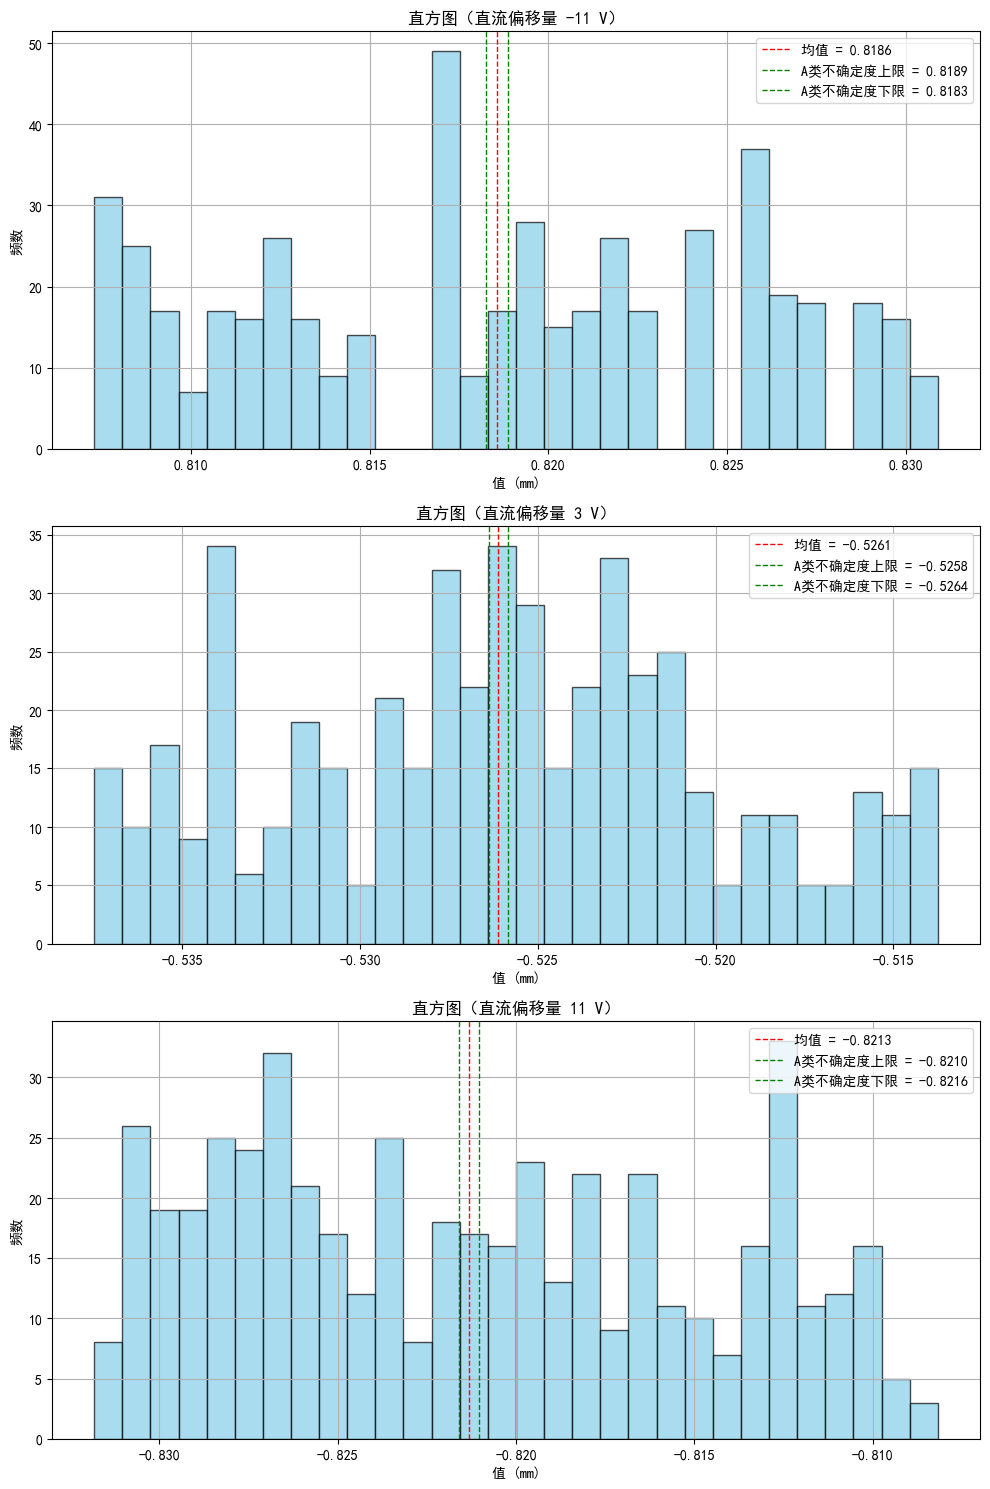 直方图（直流偏移量 -11 V）
均值 = 0.8186
A类不确定度上限 = 0.8189
A类不确定度下限 = 0.8183
频数
50
40
30
20
10
0
0.810 0.815 0.820 0.825 0.830
值 (mm)
直方图（直流偏移量 3 V）
均值 = -0.5261
A类不确定度上限 = -0.5258
A类不确定度下限 = -0.5264
频数
35
30
25
20
15
10
5
0
-0.535 -0.530 -0.525 -0.520 -0.515
值 (mm)
直方图（直流偏移量 11 V）
均值 = -0.8213
A类不确定度上限 = -0.8210
A类不确定度下限 = -0.8216
频数
30
25
20
15
10
5
0
-0.830 -0.825 -0.820 -0.815 -0.810
值 (mm)